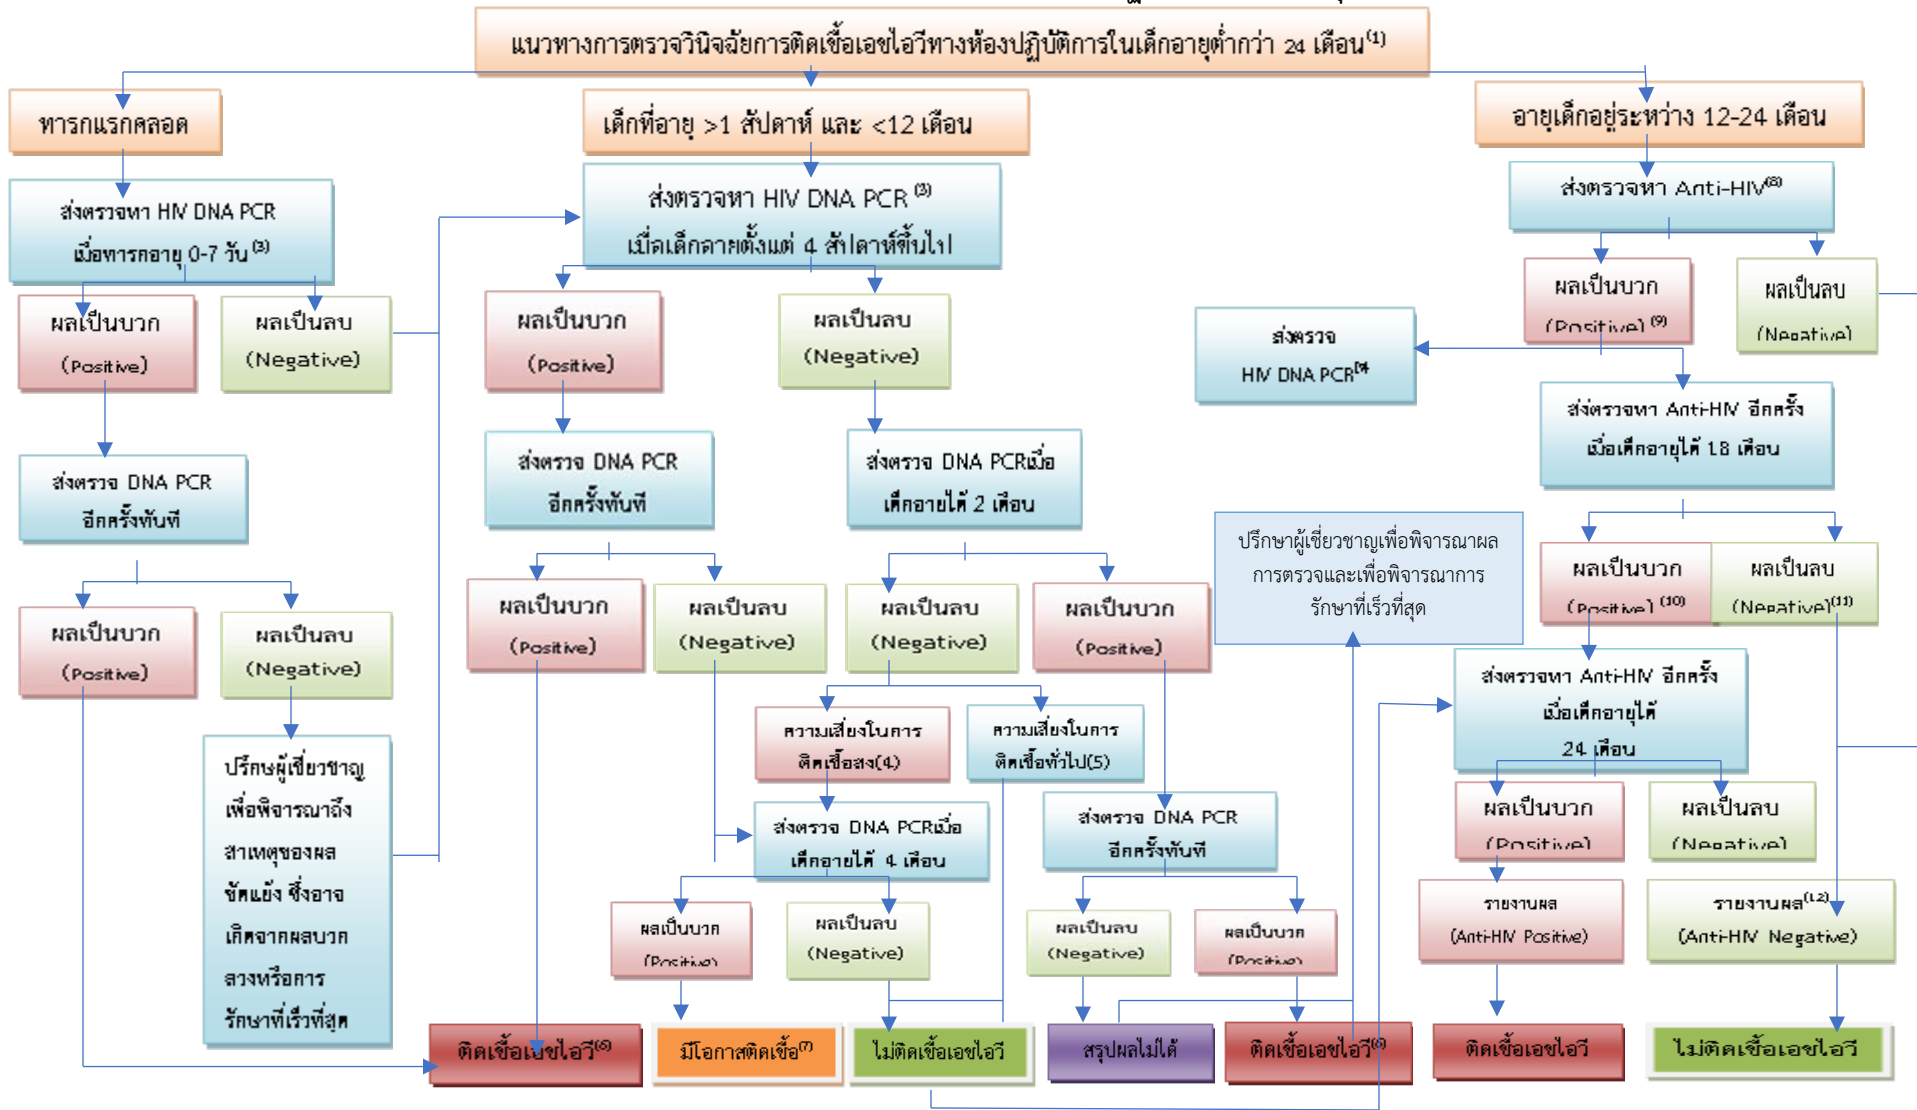 แนวทางการตรวจวินิจฉัยการติดเชื้อเอชไอวีทางห้องปฏิบัติการในเด็กอายุต่ำกว่า 24 เดือน(1)
ทารกแรกคลอด
ส่งตรวจหา HIV DNA PCR
เมื่อทารกอายุ 0-7 วัน (3)
ผลเป็นบวก
(Positive)
ผลเป็นลบ
(Negative)
ส่งตรวจ DNA PCR
อีกครั้งทันที
ผลเป็นบวก
(Positive)
ผลเป็นลบ
(Negative)
ปรึกษผู้เชี่ยวชาญ
เพื่อพิจารณาถึง
สาเหตุของผล
ขัดแย้ง ซึ่งอาจ
เกิดจากผลบวก
ลวงหรือการ
รักษาที่เร็วที่สุด
เด็กที่อายุ >1 สัปดาห์ และ <12 เดือน
ส่งตรวจหา HIV DNA PCR (3)
เมื่อเด็กอายุตั้งแต่ 4 สัปดาห์ขึ้นไป
ผลเป็นบวก
(Positive)
ผลเป็นลบ
(Negative)
ส่งตรวจ DNA PCR
อีกครั้งทันที
ส่งตรวจ DNA PCRเมื่อ
เด็กอายุได้ 2 เดือน
ผลเป็นบวก
(Positive)
ผลเป็นลบ
(Negative)
ผลเป็นลบ
(Negative)
ผลเป็นบวก
(Positive)
ความเสี่ยงในการ
ติดเชื้อสูง(4)
ความเสี่ยงในการ
ติดเชื้อทั่วไป(5)
ส่งตรวจ DNA PCRเมื่อ
เด็กอายุได้ 4 เดือน
ส่งตรวจ DNA PCR
อีกครั้งทันที
ผลเป็นบวก
(Positive)
ผลเป็นลบ
(Negative)
ผลเป็นลบ
(Negative)
ผลเป็นบวก
(Positive)
ติดเชื้อเอชไอวี(6)
มีโอกาสติดเชื้อ(7)
ไม่ติดเชื้อเอชไอวี
สรุปผลไม่ได้
ติดเชื้อเอชไอวี(6)
ปรึกษาผู้เชี่ยวชาญเพื่อพิจารณาผล
การตรวจและเพื่อพิจารณาการ
รักษาที่เร็วที่สุด
อายุเด็กอยู่ระหว่าง 12-24 เดือน
ส่งตรวจหา Anti-HIV(8)
ผลเป็นบวก
(Positive) (9)
ผลเป็นลบ
(Negative)
ส่งตรวจ
HIV DNA PCR
ส่งตรวจหา Anti-HIV อีกครั้ง
เมื่อเด็กอายุได้ 18 เดือน
ผลเป็นบวก
(Positive) (10)
ผลเป็นลบ
(Negative)(11)
ส่งตรวจหา Anti-HIV อีกครั้ง
เมื่อเด็กอายุได้
24 เดือน
ผลเป็นบวก
(Positive)
ผลเป็นลบ
(Negative)
รายงานผล
(Anti-HIV Positive)
รายงานผล(12)
(Anti-HIV Negative)
ติดเชื้อเอชไอวี
ไม่ติดเชื้อเอชไอวี